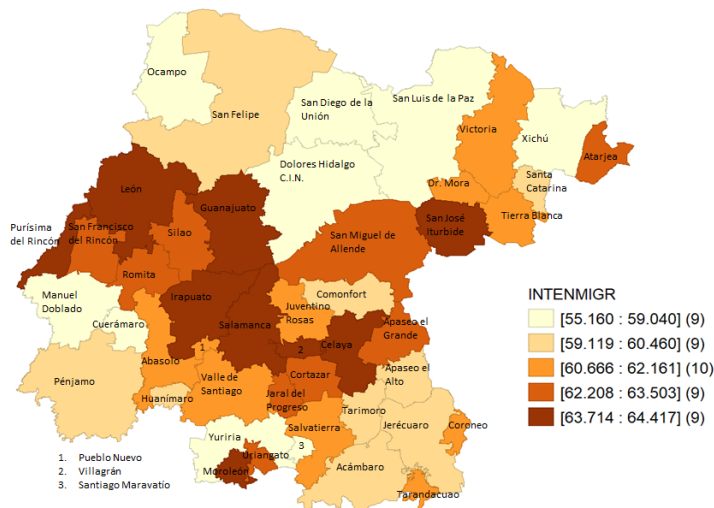 Ocampo
San Felipe
San Diego de la
Unión
San Luis de la Paz
Victoria
Xichú
Atarjea
Dolores Hidalgo
C.I.N.
Dr. Mora
Santa
Catarina
Tierra Blanca
León
Guanajuato
San José
Iturbide
Purísima
del Rincón
San Francisco
del Rincón
Silao
San Miguel de
Allende
Romita
Manuel
Doblado
Irapuato
Comonfort
Cuerámaro
Salamanca
Juventino
Rosas
Apaseo el
Grande
1
2
Celaya
Abasolo
Pénjamo
Valle de
Santiago
Cortazar
Apaseo el
Alto
Huanímaro
Jaral del
Progreso
Tarimoro
Jerécuaro
Coroneo
Salvatierra
Yuriria
3
Uriangato
Moroleón
Acámbaro
Tarandacuao
1. Pueblo Nuevo
2. Villagrán
3. Santiago Maravatío
INTENMIGR
[55.160 : 59.040] (9)
[59.119 : 60.460] (9)
[60.666 : 62.161] (10)
[62.208 : 63.503] (9)
[63.714 : 64.417] (9)